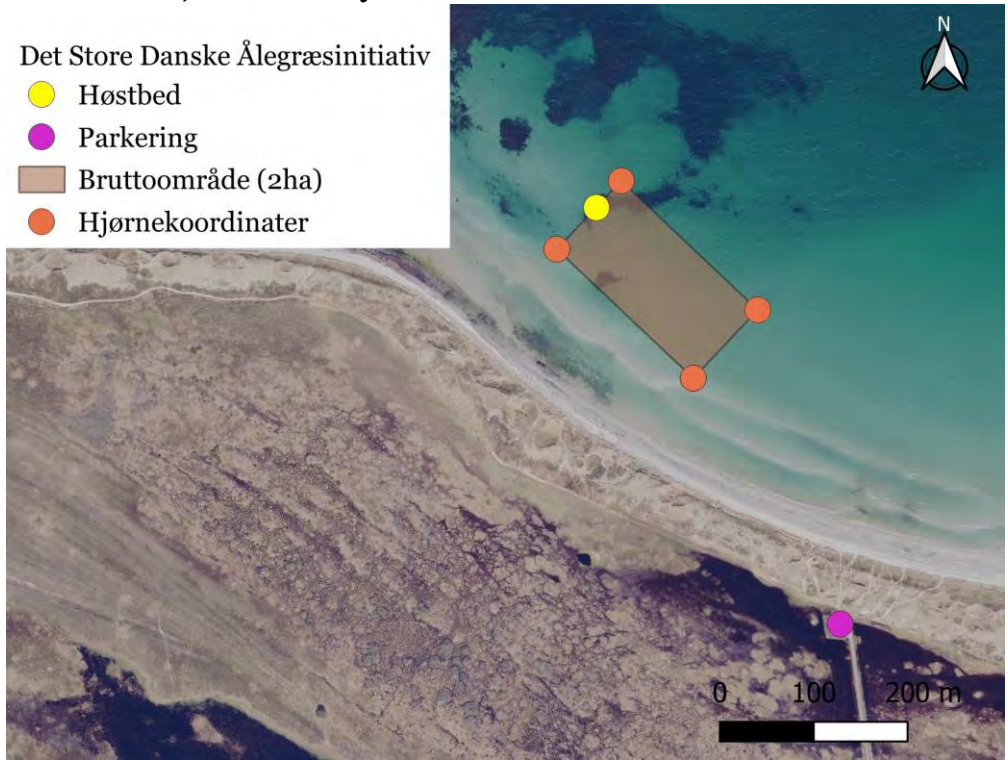 Det Store Danske Ålegræsinitiativ
Høstbed
Parkering
Bruttoområde (2ha)
Hjørnekoordinater
N
0 100 200 m